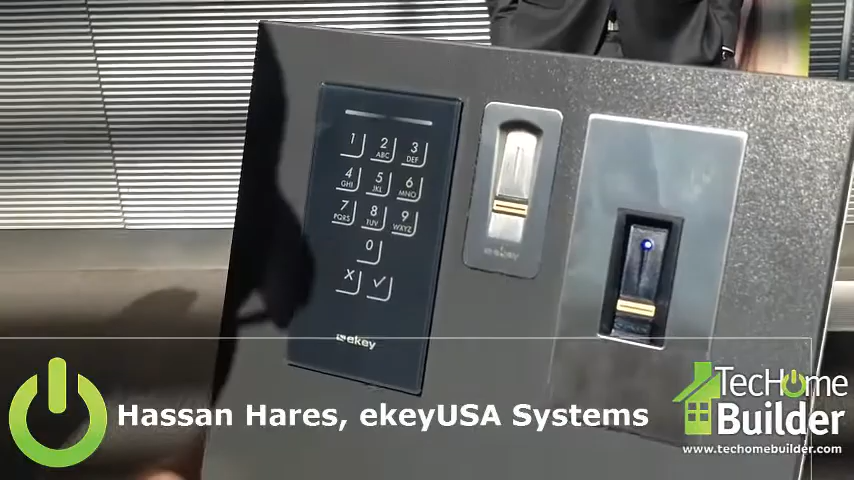 1
2 ABC
3 DEF
4 GHI
5 JKL
6 MNO
7 PQRS
8 TUV
9 WXYZ
0
X ✓
ekey
Hassan Hares, ekeyUSA Systems
TecHome
Builder
www.techomebuilder.com